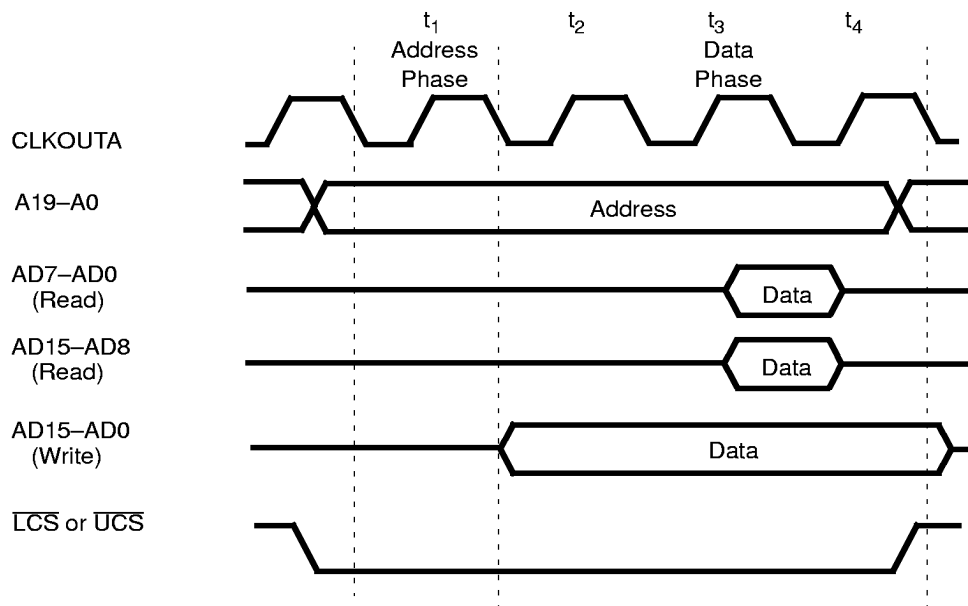 t1 t2 t3 t4
Address Phase
Data Phase
CLKOUTA
A19–A0
Address
AD7–AD0
(Read)
Data
AD15–AD8
(Read)
Data
AD15–AD0
(Write)
Data
LCS or UCS